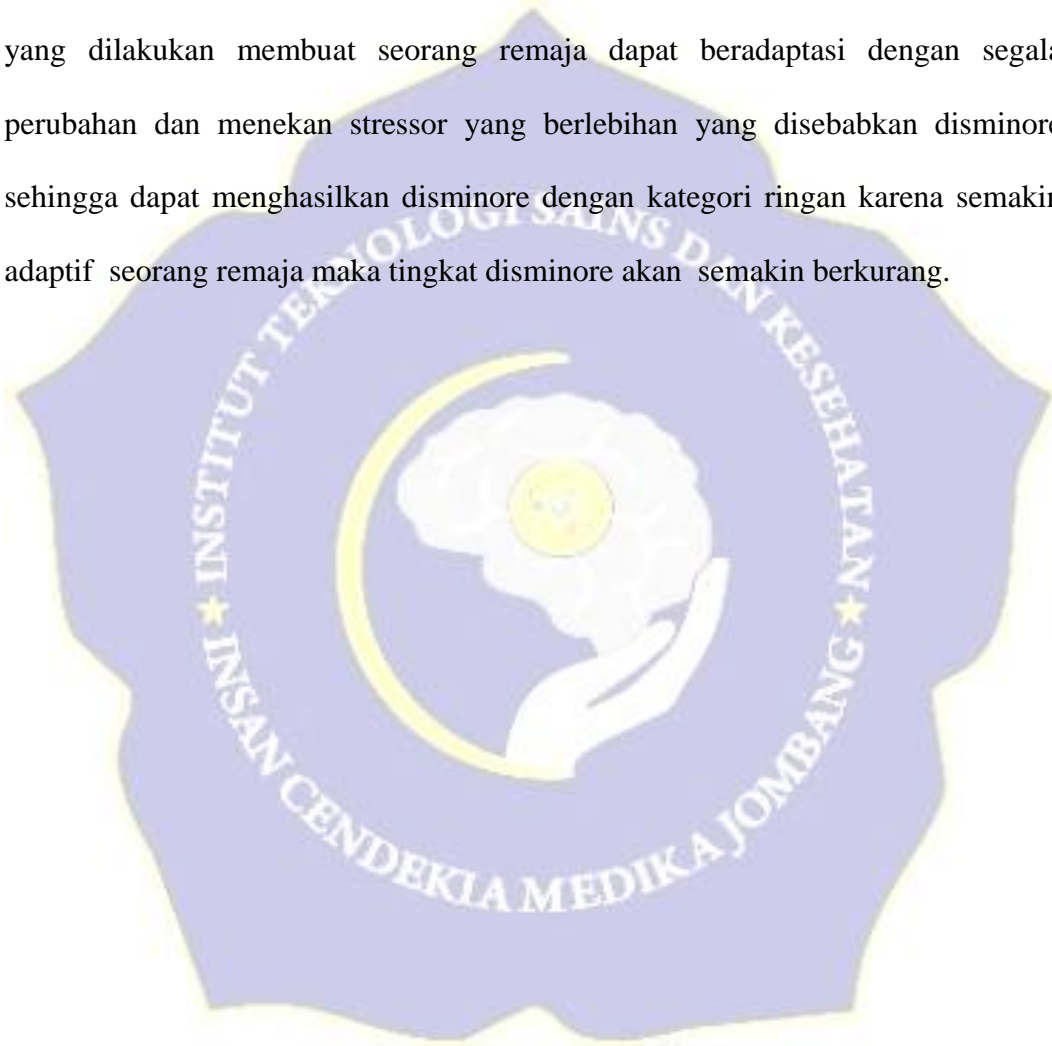 yang dilakukan membuat seorang remaja dapat beradaptasi dengan segala
perubahan dan menekan stressor yang berlebihan yang disebabkan disminore
sehingga dapat menghasilkan disminore dengan kategori ringan karena semakin
adaptif seorang remaja maka tingkat disminore akan semakin berkurang.
INSTITUT TEKNOLOGI SAINS DAN KESEHATAN
INSAN CENDEKIA MEDIKA JOMBANG